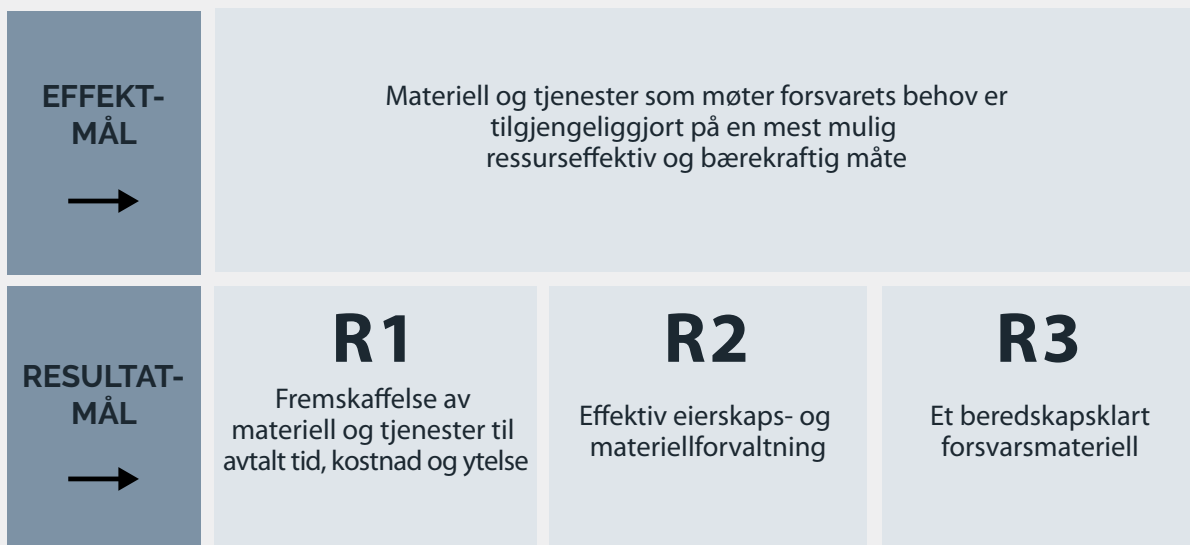 EFFEKT-
MÅL
Materiell og tjenester som møter forsvarets behov er
tilgjengeliggjort på en mest mulig
ressurseffektiv og bærekraftig måte
RESULTAT-
MÅL
R1
Fremskaffelse av
materiell og tjenester til
avtalt tid, kostnad og ytelse
R2
Effektiv eierskaps- og
materiellforvaltning
R3
Et beredskapsklart
forsvarsmateriell